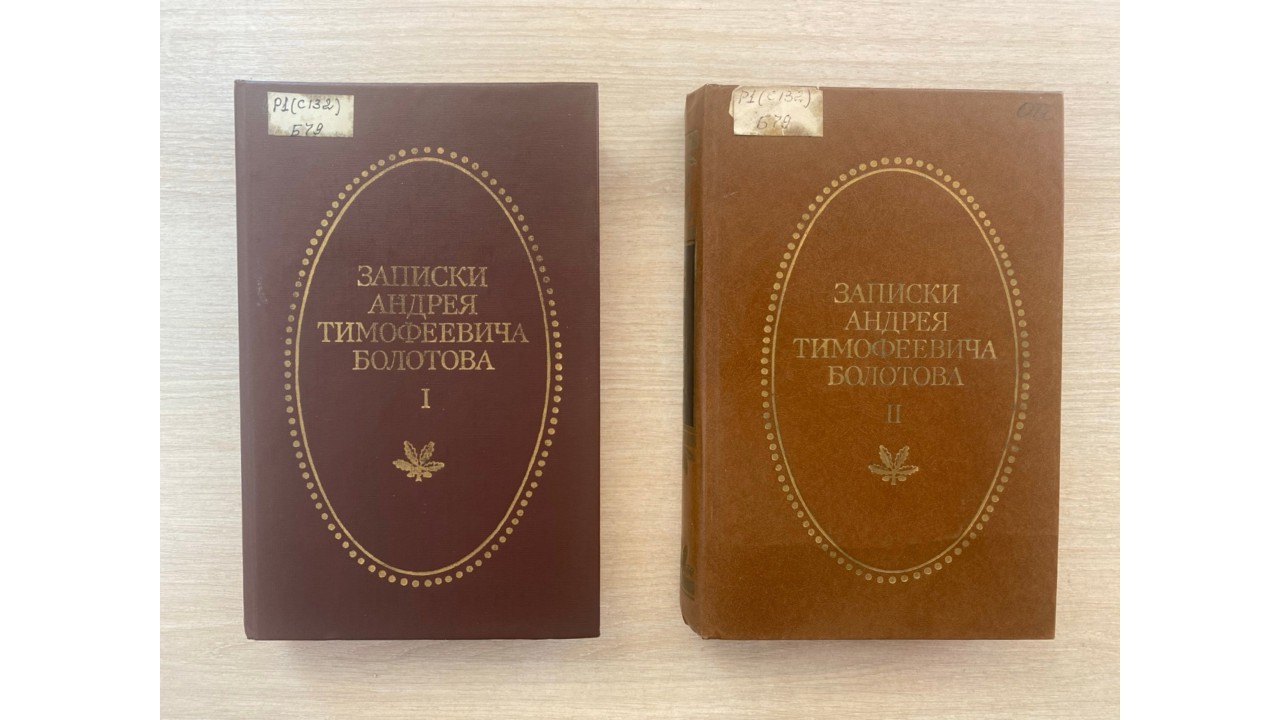 Р1(С132)
Б79
ЗАПИСКИ
АНДРЕЯ
ТИМОФЕЕВИЧА
БОЛОТОВА
I
Р1(С132)
Б79
ЗАПИСКИ
АНДРЕЯ
ТИМОФЕЕВИЧА
БОЛОТОВА
II